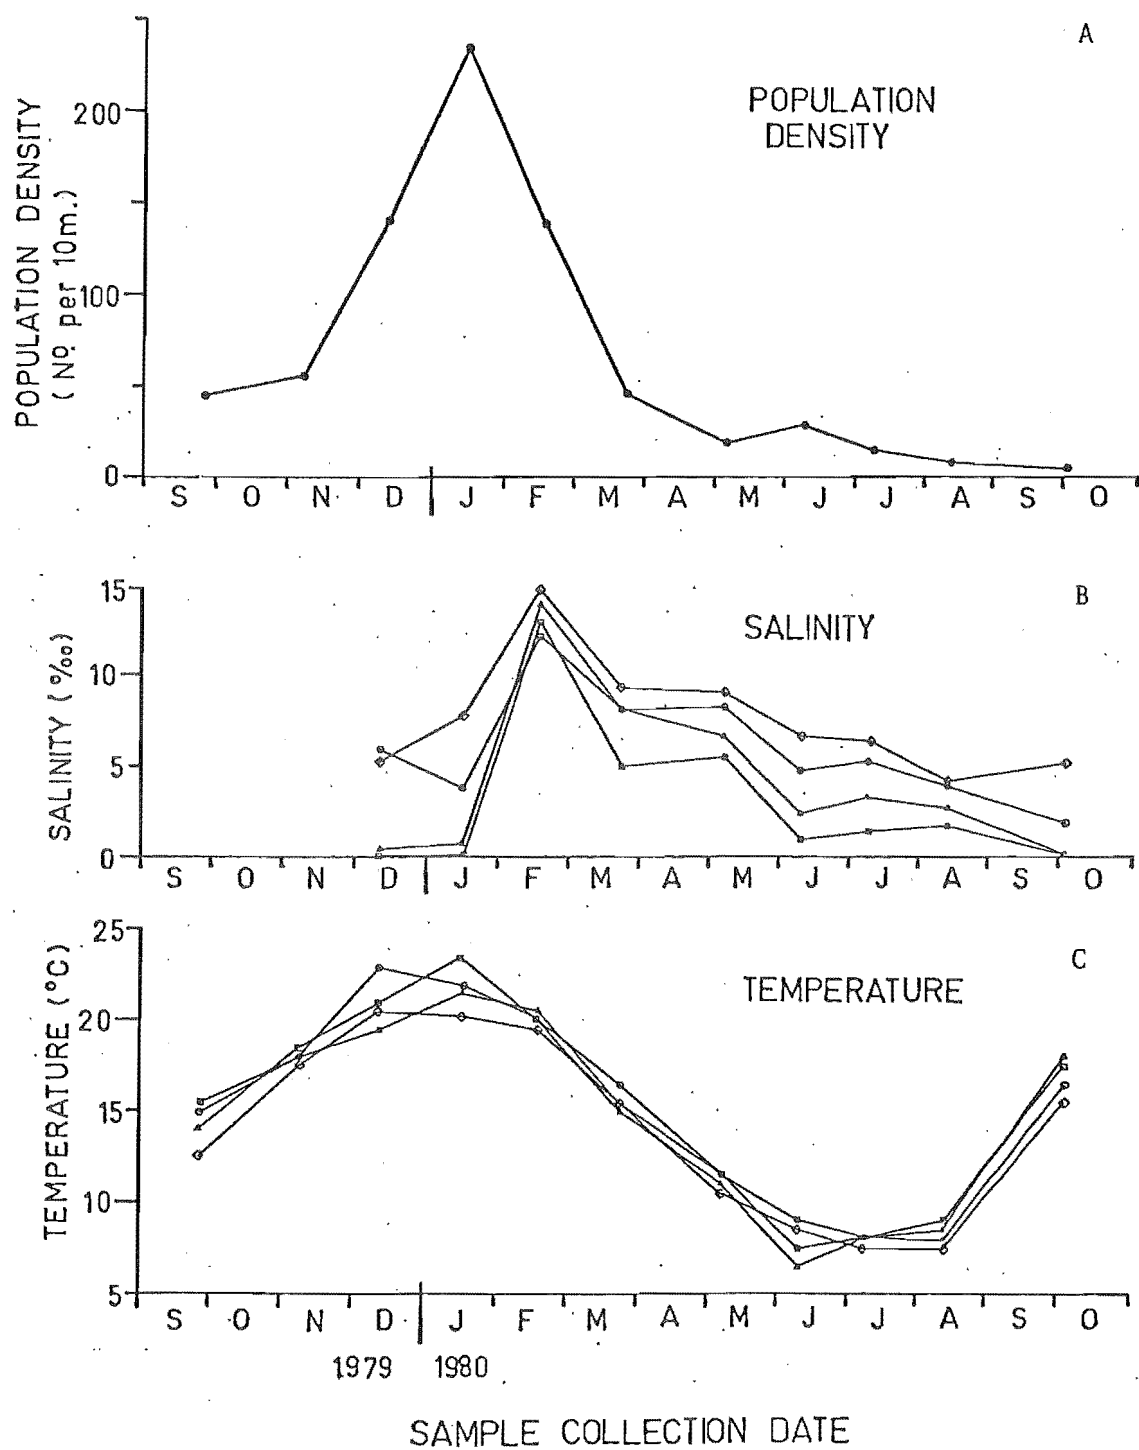 A
POPULATION
DENSITY
POPULATION DENSITY
(Nº per 10m.)
200
100
0
S O N D J F M A M J J A S O
B
SALINITY
SALINITY (‰)
15
10
5
0
S O N D J F M A M J J A S O
C
TEMPERATURE
TEMPERATURE (°C)
25
20
15
10
5
S O N D J F M A M J J A S O
1979 1980
SAMPLE COLLECTION DATE